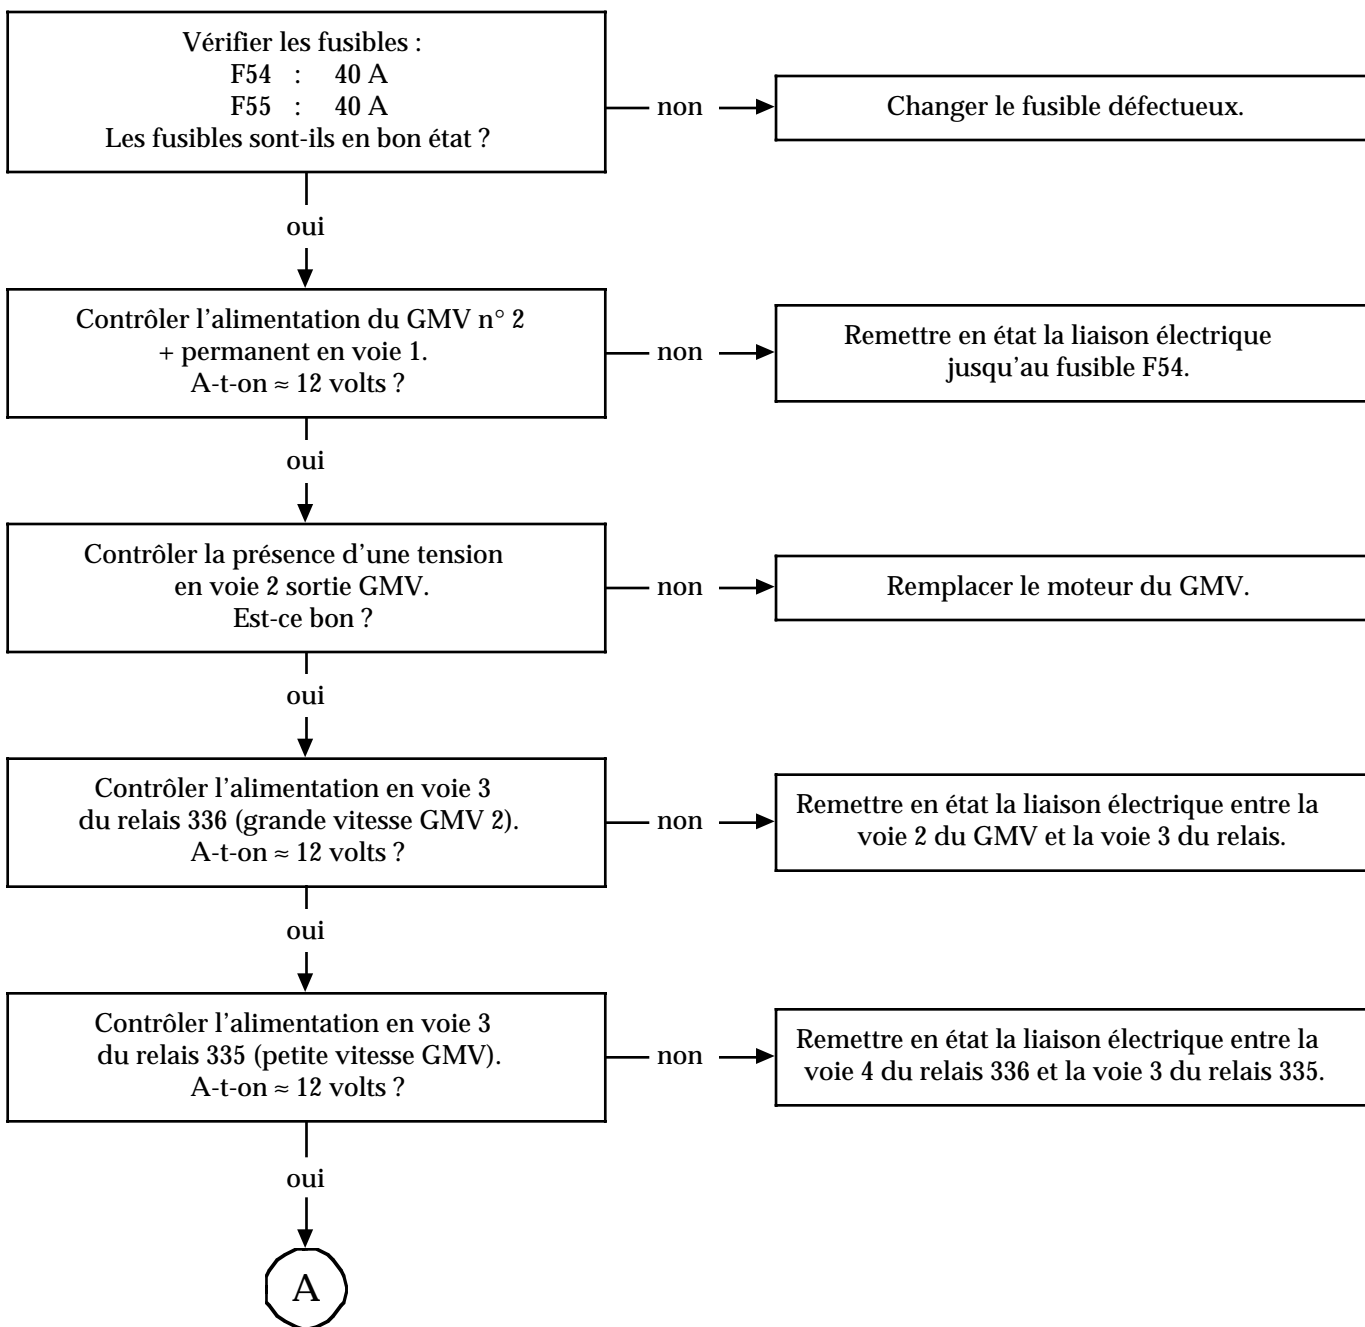 Vérifier les fusibles :
F54 : 40 A
F55 : 40 A
Les fusibles sont-ils en bon état ?
non
Changer le fusible défectueux.
oui
Contrôler l'alimentation du GMV n° 2
+ permanent en voie 1.
A-t-on ≈ 12 volts ?
non
Remettre en état la liaison électrique
jusqu'au fusible F54.
oui
Contrôler la présence d'une tension
en voie 2 sortie GMV.
Est-ce bon ?
non
Remplacer le moteur du GMV.
oui
Contrôler l'alimentation en voie 3
du relais 336 (grande vitesse GMV 2).
A-t-on ≈ 12 volts ?
non
Remettre en état la liaison électrique entre la
voie 2 du GMV et la voie 3 du relais.
oui
Contrôler l'alimentation en voie 3
du relais 335 (petite vitesse GMV).
A-t-on ≈ 12 volts ?
non
Remettre en état la liaison électrique entre la
voie 4 du relais 336 et la voie 3 du relais 335.
oui
A